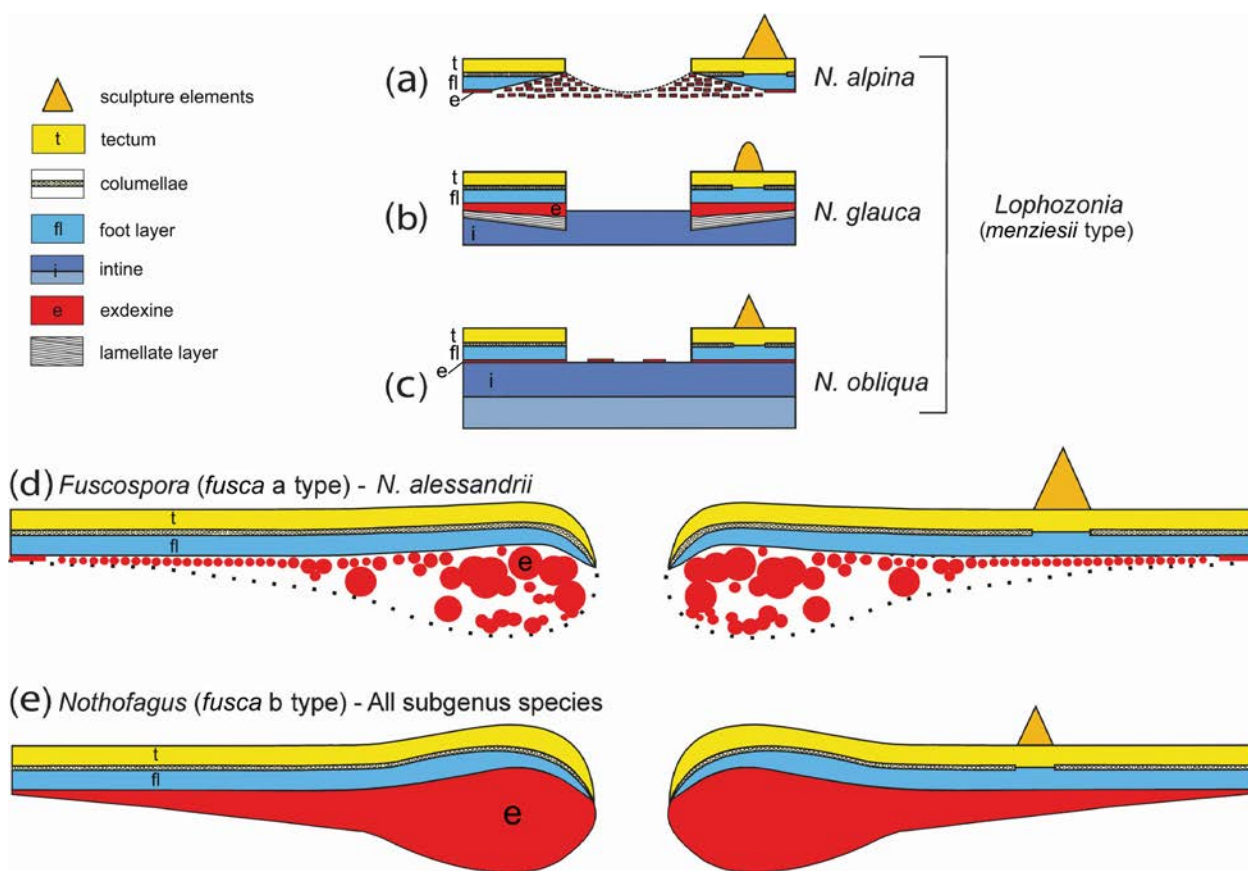 sculpture elements
t tectum
columellae
fl foot layer
i intine
e exdexine
lamellate layer
(a) t fl e N. alpina
(b) t fl e i N. glauca
(c) t fl e i N. obliqua
Lophozonia
(menziesii type)
(d) Fuscospora (fusca a type) - N. alessandrii
t
fl
e
(e) Nothofagus (fusca b type) - All subgenus species
t
fl
e